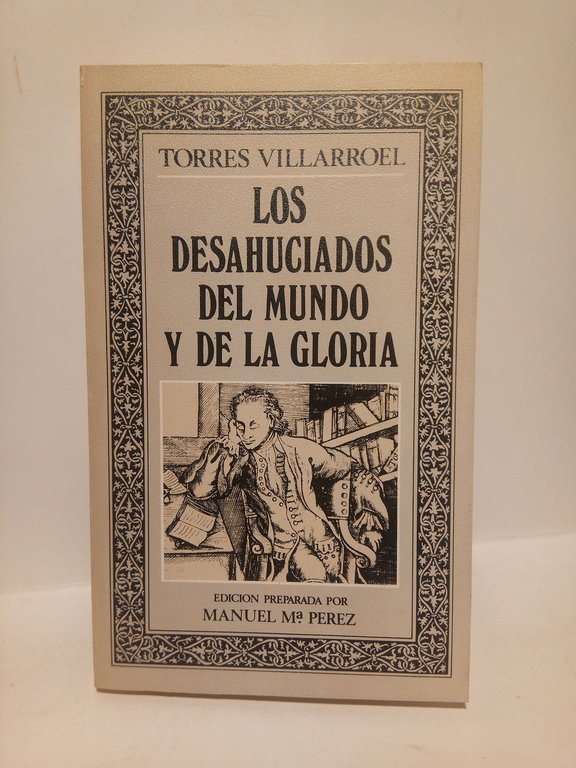 TORRES VILLARROEL
LOS
DESAHUCIADOS
DEL MUNDO
Y DE LA GLORIA
EDICION PREPARADA POR
MANUEL Mª PEREZ